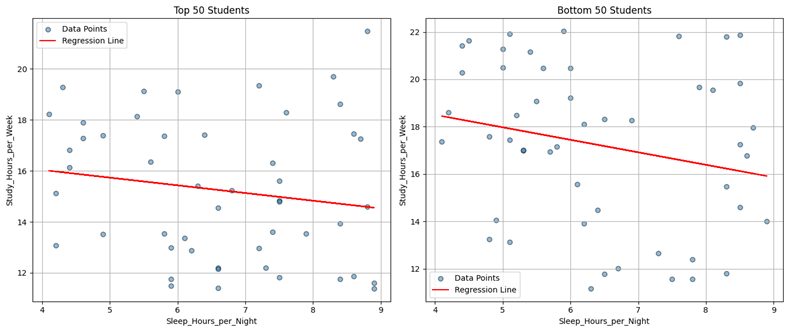 Top 50 Students
Data Points
Regression Line
Study_Hours_per_Week
20
18
16
14
12
4
5
6
7
8
9
Sleep_Hours_per_Night
Bottom 50 Students
Data Points
Regression Line
Study_Hours_per_Week
22
20
18
16
14
12
4
5
6
7
8
9
Sleep_Hours_per_Night